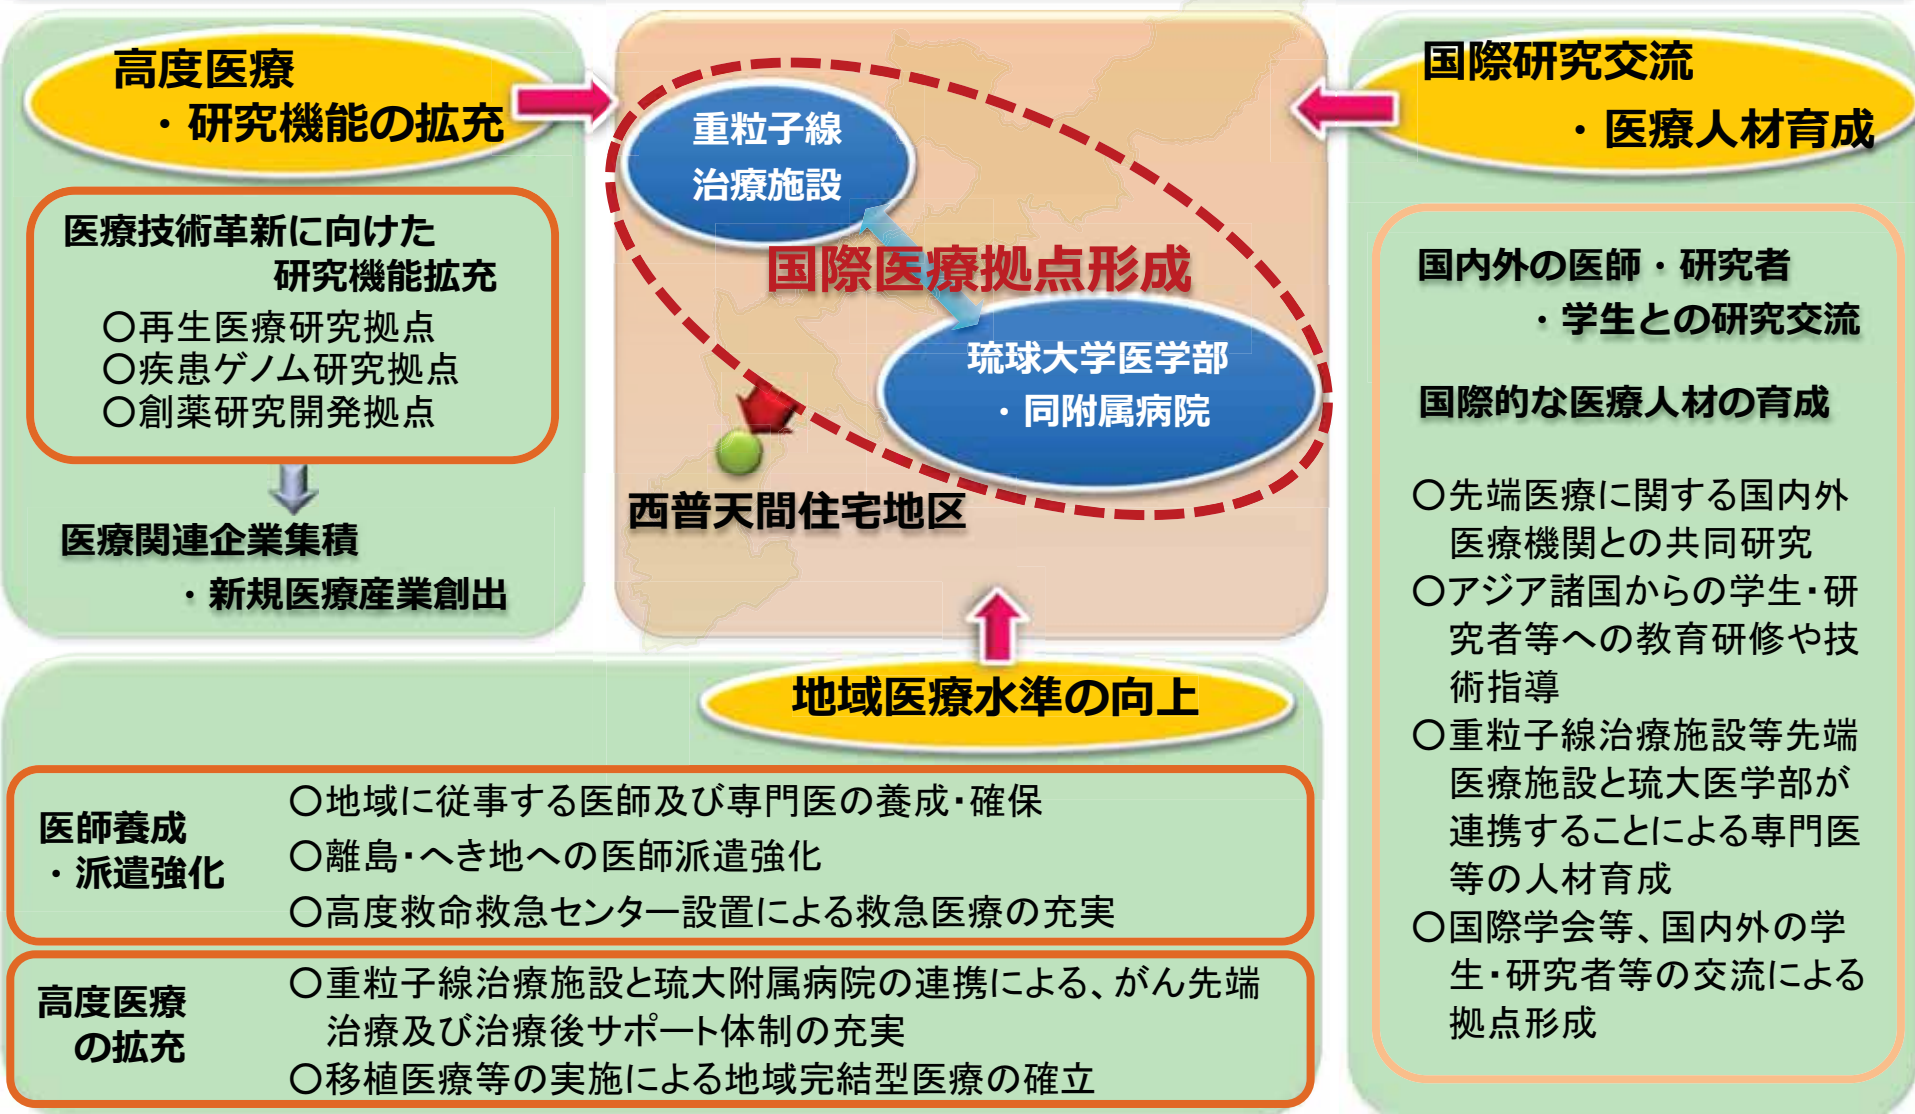 高度医療
・研究機能の拡充
医療技術革新に向けた
研究機能拡充
〇再生医療研究拠点
〇疾患ゲノム研究拠点
〇創薬研究開発拠点
医療関連企業集積
・新規医療産業創出
重粒子線
治療施設
国際医療拠点形成
琉球大学医学部
・同附属病院
西普天間住宅地区
国際研究交流
・医療人材育成
国内外の医師・研究者
・学生との研究交流
国際的な医療人材の育成
〇先端医療に関する国内外
医療機関との共同研究
〇アジア諸国からの学生・研
究者等への教育研修や技
術指導
〇重粒子線治療施設等先端
医療施設と琉大医学部が
連携することによる専門医
等の人材育成
〇国際学会等、国内外の学
生・研究者等の交流による
拠点形成
地域医療水準の向上
医師養成
・派遣強化
〇地域に従事する医師及び専門医の養成・確保
〇離島・へき地への医師派遣強化
〇高度救命救急センター設置による救急医療の充実
高度医療
の拡充
〇重粒子線治療施設と琉大附属病院の連携による、がん先端
治療及び治療後サポート体制の充実
〇移植医療等の実施による地域完結型医療の確立